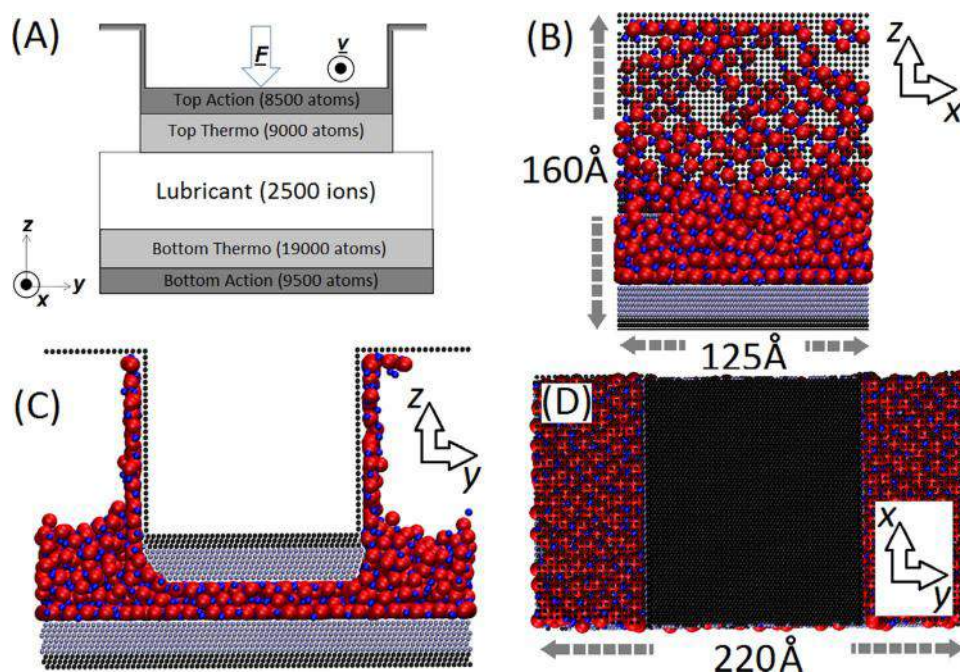 (A)
F
v
Top Action (8500 atoms)
Top Thermo (9000 atoms)
Lubricant (2500 ions)
Bottom Thermo (19000 atoms)
Bottom Action (9500 atoms)
z
x
y
(B)
z
x
160Å
125Å
(C)
z
y
(D)
x
y
220Å